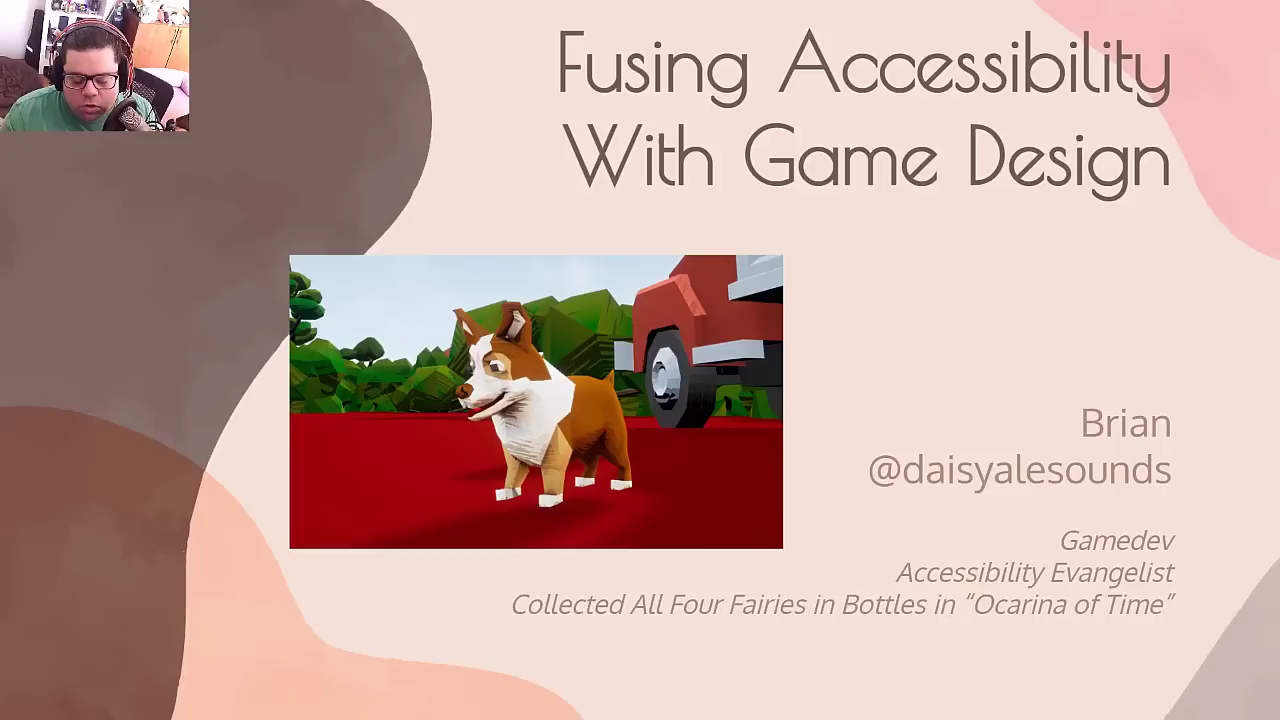 Fusing Accessibility
With Game Design
Brian
@daisyalesounds
Gamedev
Accessibility Evangelist
Collected All Four Fairies in Bottles in “Ocarina of Time”